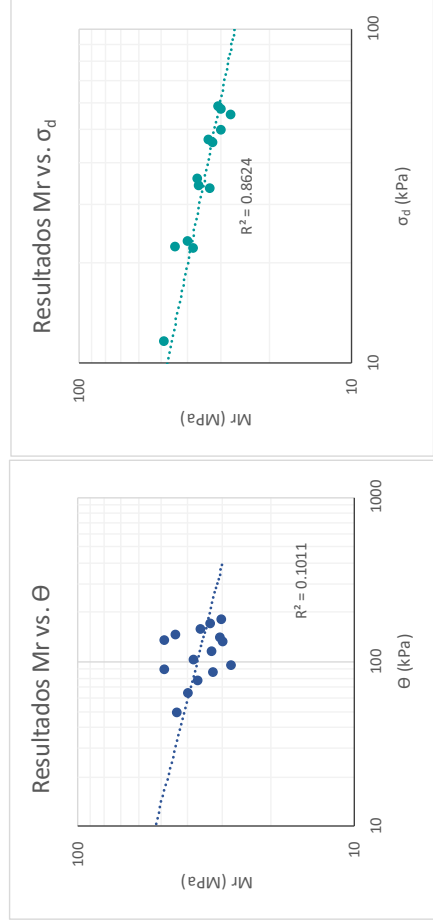 Resultados Mr vs. Θ
100
Mr (MPa)
10
10
100
1000
Θ (kPa)
R² = 0.1011
Resultados Mr vs. σd
100
Mr (MPa)
10
10
100
σd (kPa)
R² = 0.8624